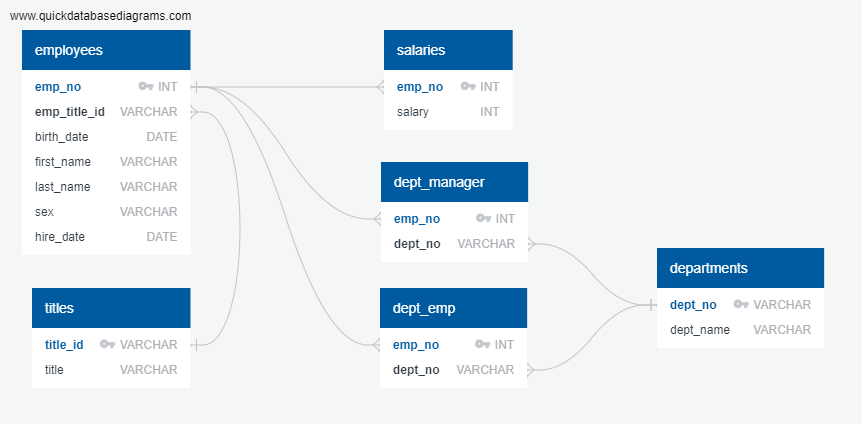 www.quickdatabasediagrams.com
employees
emp_no INT
emp_title_id VARCHAR
birth_date DATE
first_name VARCHAR
last_name VARCHAR
sex VARCHAR
hire_date DATE
titles
title_id VARCHAR
title VARCHAR
salaries
emp_no INT
salary INT
dept_manager
emp_no INT
dept_no VARCHAR
dept_emp
emp_no INT
dept_no VARCHAR
departments
dept_no VARCHAR
dept_name VARCHAR